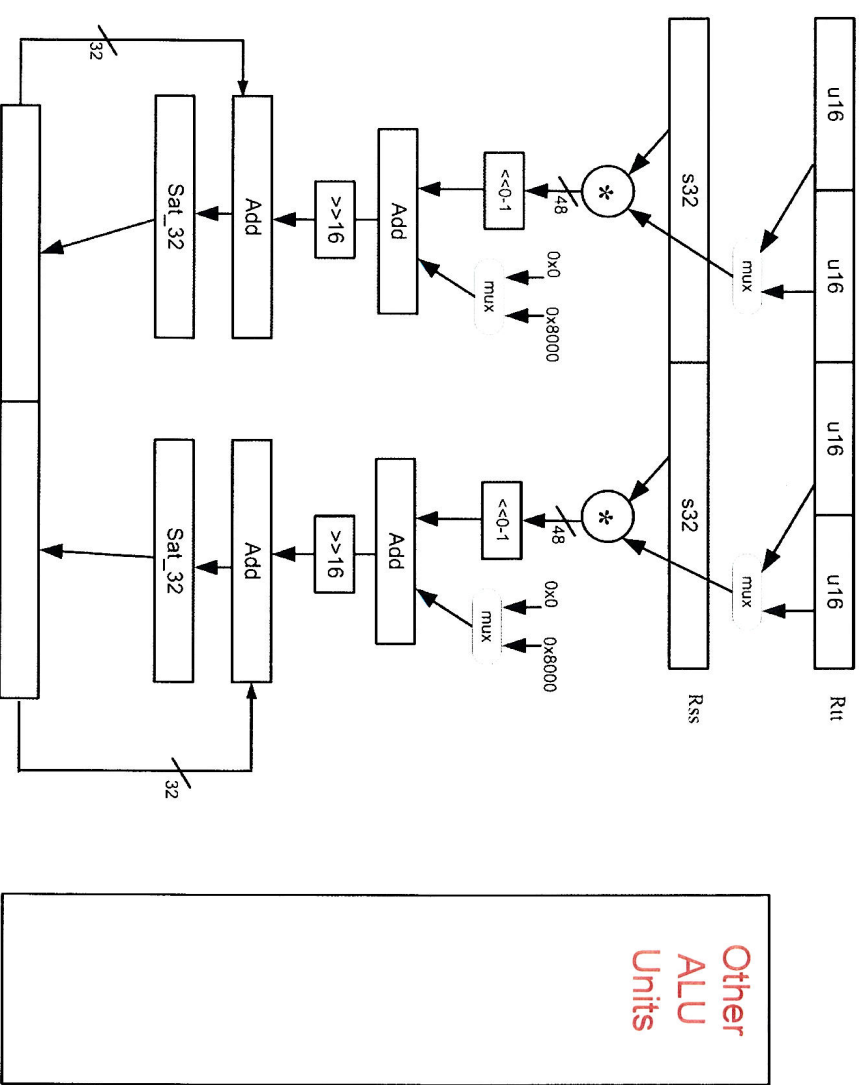 u16
u16
u16
u16
Rtt
mux
mux
s32
s32
Rss
*
*
48
48
<<0-1
<<0-1
0x0
0x8000
0x0
0x8000
mux
mux
Add
Add
>>16
>>16
Add
Add
Sat_32
Sat_32
32
32
Other
ALU
Units